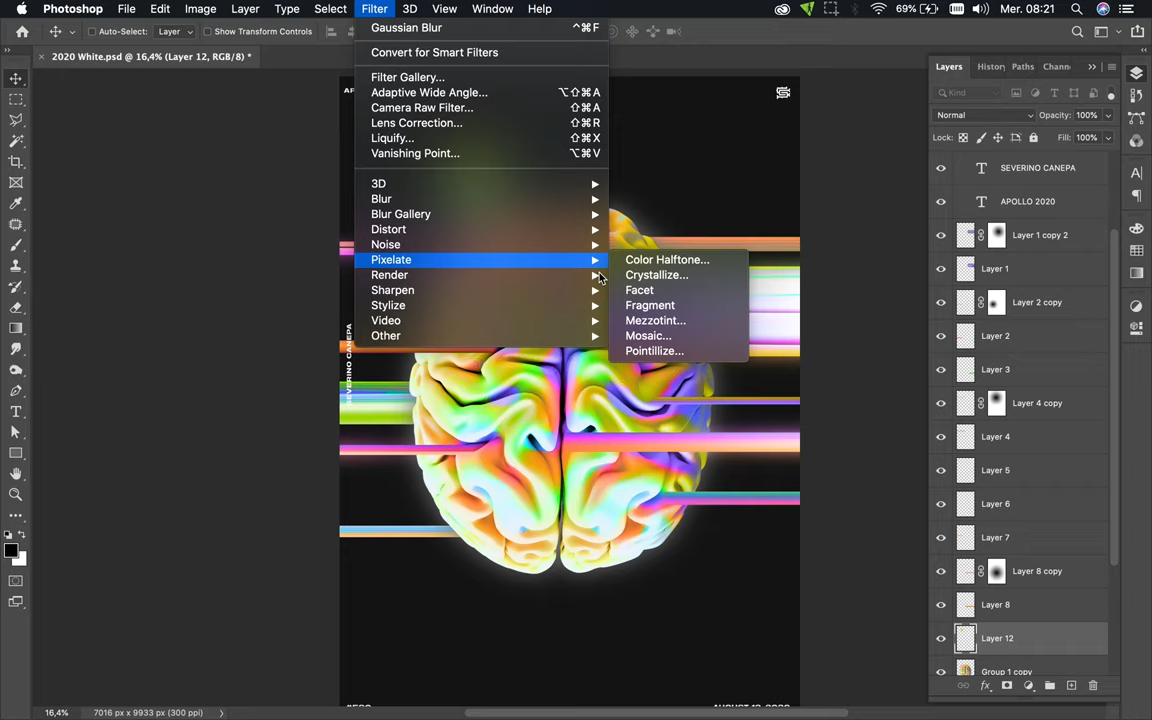 Photoshop File Edit Image Layer Type Select Filter 3D View Window Help 69% Mer. 08:21
Auto-Select: Layer Show Transform Controls
2020 White.psd @ 16,4% (Layer 12, RGB/8) *
Gaussian Blur ^⌘F
Convert for Smart Filters
Filter Gallery...
Adaptive Wide Angle... ⌥⇧⌘A
Camera Raw Filter... ⇧⌘A
Lens Correction... ⇧⌘R
Liquify... ⇧⌘X
Vanishing Point... ⌥⌘V
3D
Blur
Blur Gallery
Distort
Noise
Pixelate
Render
Sharpen
Stylize
Video
Other
Color Halftone...
Crystallize...
Facet
Fragment
Mezzotint...
Mosaic...
Pointillize...
SEVERINO CANEPA
Layers History Paths Chann
Kind
Normal Opacity: 100%
Lock: Fill: 100%
SEVERINO CANEPA
APOLLO 2020
Layer 1 copy 2
Layer 1
Layer 2 copy
Layer 2
Layer 3
Layer 4 copy
Layer 4
Layer 5
Layer 6
Layer 7
Layer 8 copy
Layer 8
Layer 12
Group 1 copy
fx
16,4% 7016 px x 9933 px (300 ppi)